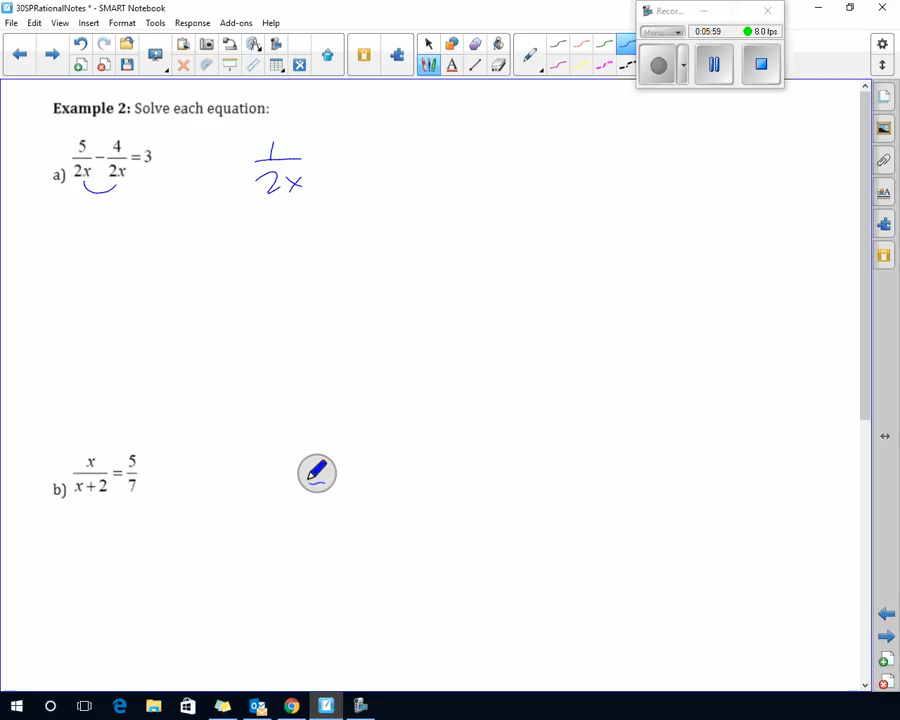 30SPRationalNotes * - SMART Notebook
File Edit View Insert Format Tools Response Add-ons Help
Recor...
Menu
0:05:59
8.0 fps
A
Example 2: Solve each equation:
a) 5/2x − 4/2x = 3
1/2x
b) x/x+2 = 5/7